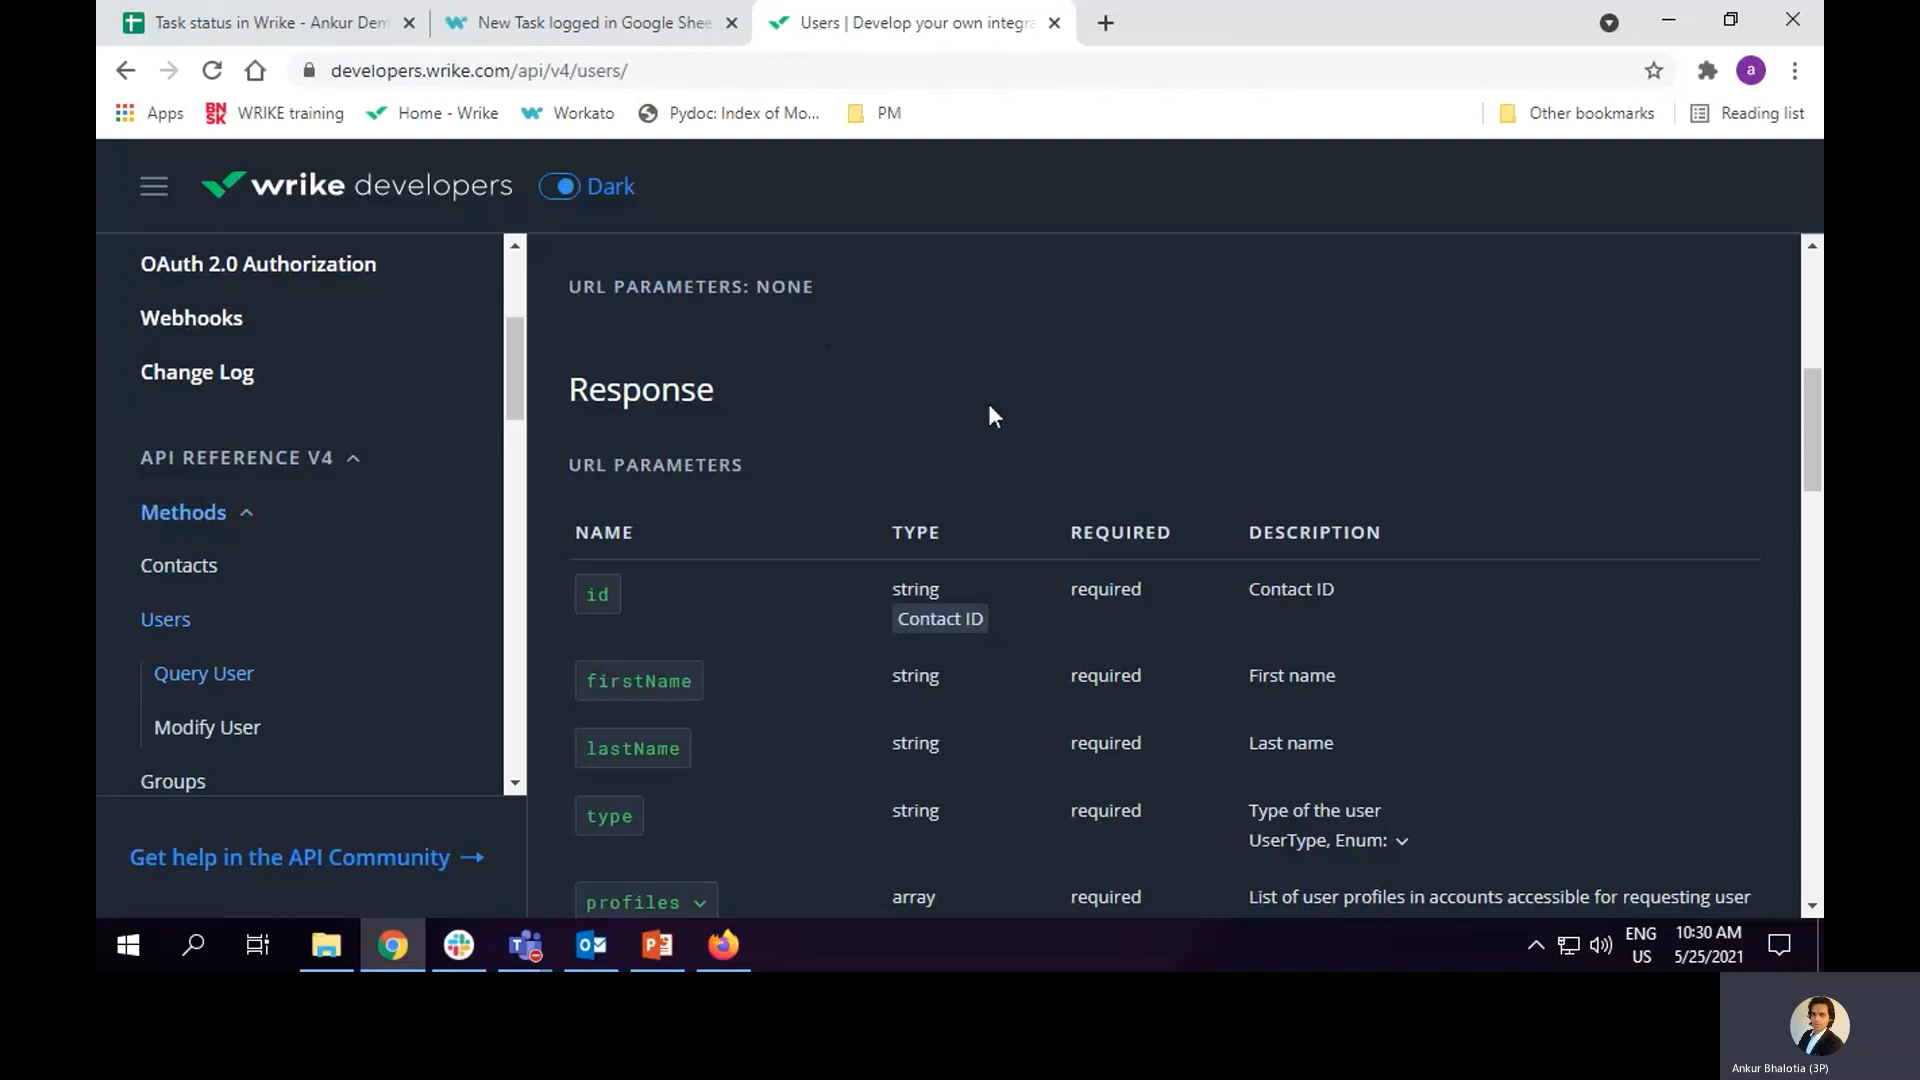 Task status in Wrike - Ankur Dem
New Task logged in Google Shee
Users | Develop your own integra
developers.wrike.com/api/v4/users/
a
Apps
BN
SK
WRIKE training
Home - Wrike
Workato
Pydoc: Index of Mo...
PM
Other bookmarks
Reading list
wrike developers
Dark
OAuth 2.0 Authorization
Webhooks
Change Log
API REFERENCE V4
Methods
Contacts
Users
Query User
Modify User
Groups
Get help in the API Community →
URL PARAMETERS: NONE
Response
URL PARAMETERS
NAME TYPE REQUIRED DESCRIPTION
id string required Contact ID
Contact ID
firstName string required First name
lastName string required Last name
type string required Type of the user
UserType, Enum:
profiles array required List of user profiles in accounts accessible for requesting user
ENG
US
10:30 AM
5/25/2021
Ankur Bhalotia (3P)